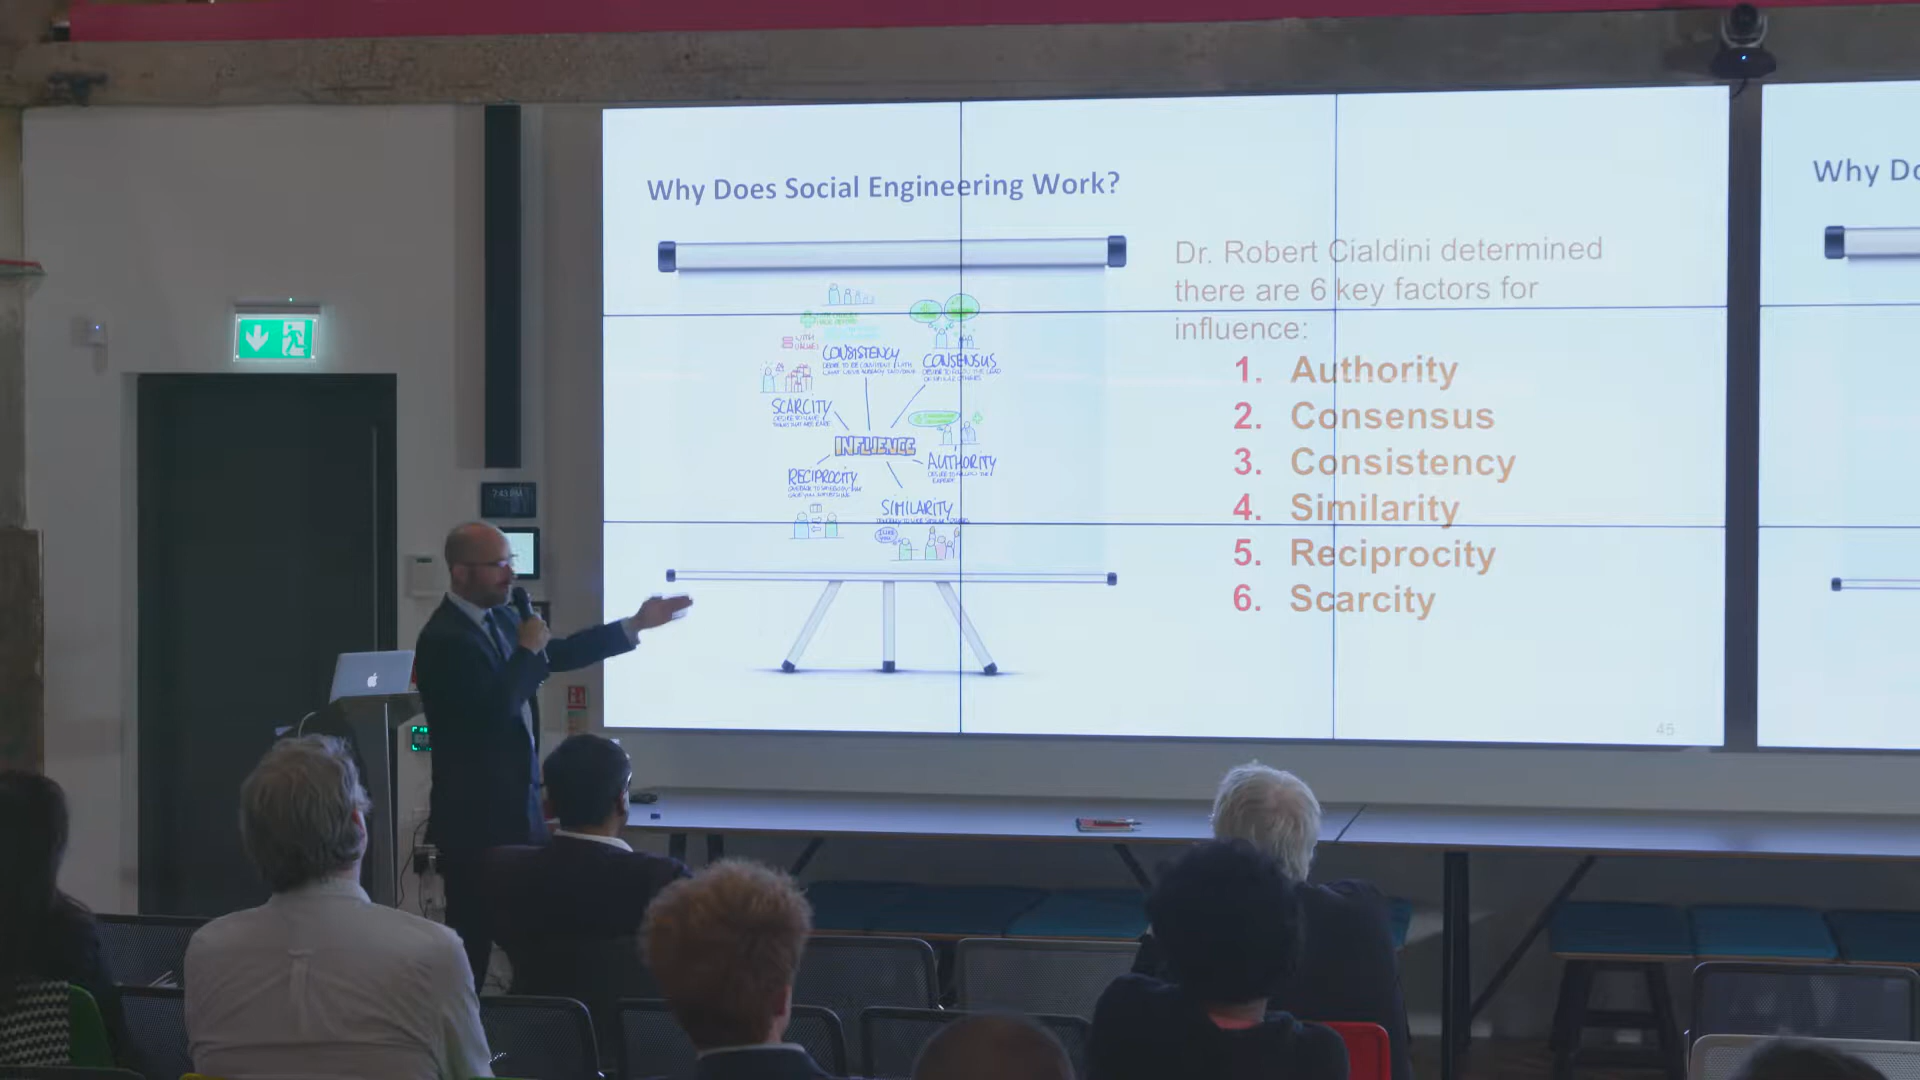 Why Does Social Engineering Work?
Why Do
Dr. Robert Cialdini determined
there are 6 key factors for
influence:
1. Authority
2. Consensus
3. Consistency
4. Similarity
5. Reciprocity
6. Scarcity
CONSISTENCY
CONSENSUS
SCARCITY
INFLUENCE
AUTHORITY
RECIPROCITY
SIMILARITY
45